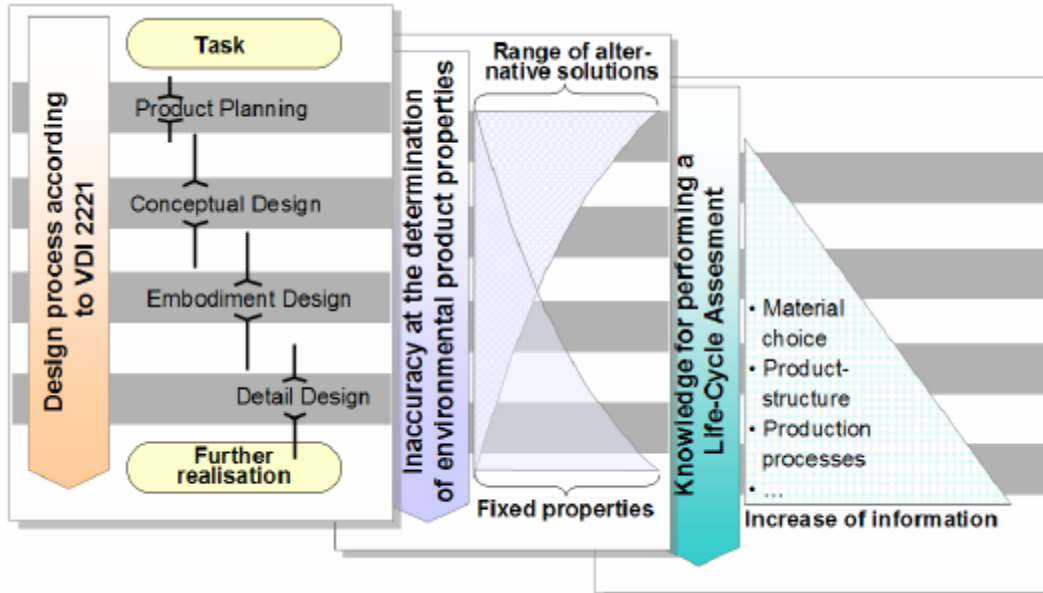 Design process according
to VDI 2221
Task
Product Planning
Conceptual Design
Embodiment Design
Detail Design
Further
realisation
Inaccuracy at the determination
of environmental product properties
Range of alter-
native solutions
Fixed properties
Knowledge for performing a
Life-Cycle Assesment
• Material
choice
• Product-
structure
• Production
processes
• ...
Increase of information